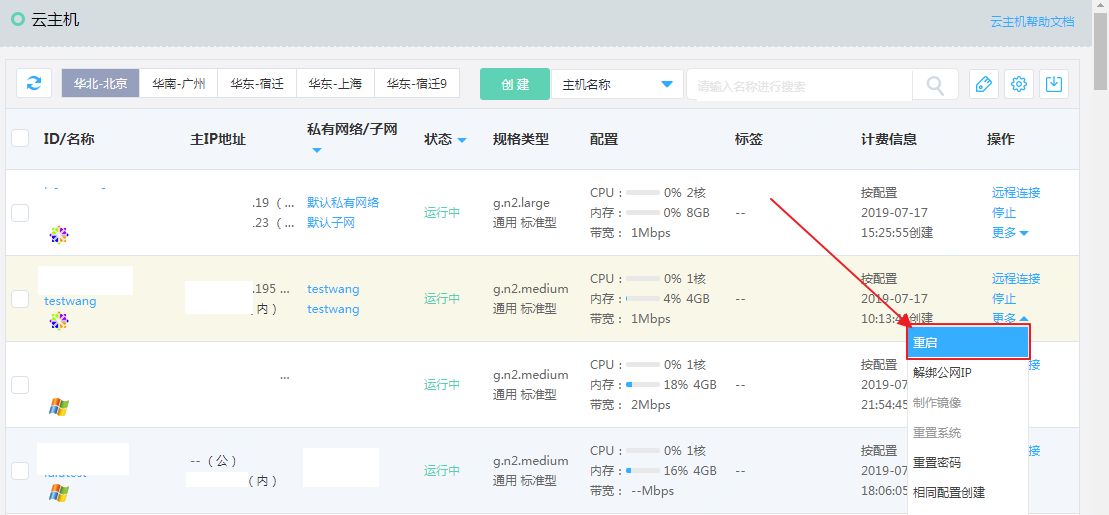 云主机
云主机帮助文档
华北-北京 华南-广州 华东-宿迁 华东-上海 华东-宿迁9 创 建 主机名称 请输入名称进行搜索
ID/名称 主IP地址 私有网络/子网 状态 规格类型 配置 标签 计费信息 操作
.19 （ ... 默认私有网络 运行中 g.n2.large CPU： 0% 2核 -- 按配置 远程连接
.23 （ ... 默认子网 通用 标准型 内存： 0% 8GB 2019-07-17 停止
带宽： 1Mbps 15:25:55创建 更多
testwang .195 ... testwang 运行中 g.n2.medium CPU： 0% 1核 -- 按配置 远程连接
（内） testwang 通用 标准型 内存： 4% 4GB 2019-07-17 停止
带宽： 1Mbps 10:13:4 创建 更多
重启
解绑公网IP
制作镜像
重置系统
重置密码
相同配置创建
... 运行中 g.n2.medium CPU： 0% 1核 -- 按配置 接
通用 标准型 内存： 18% 4GB 2019-07
带宽： 2Mbps 21:54:45
--（公） 运行中 g.n2.medium CPU： 0% 1核 -- 按配置 接
（内） 通用 标准型 内存： 16% 4GB 2019-07
带宽： --Mbps 18:06:05